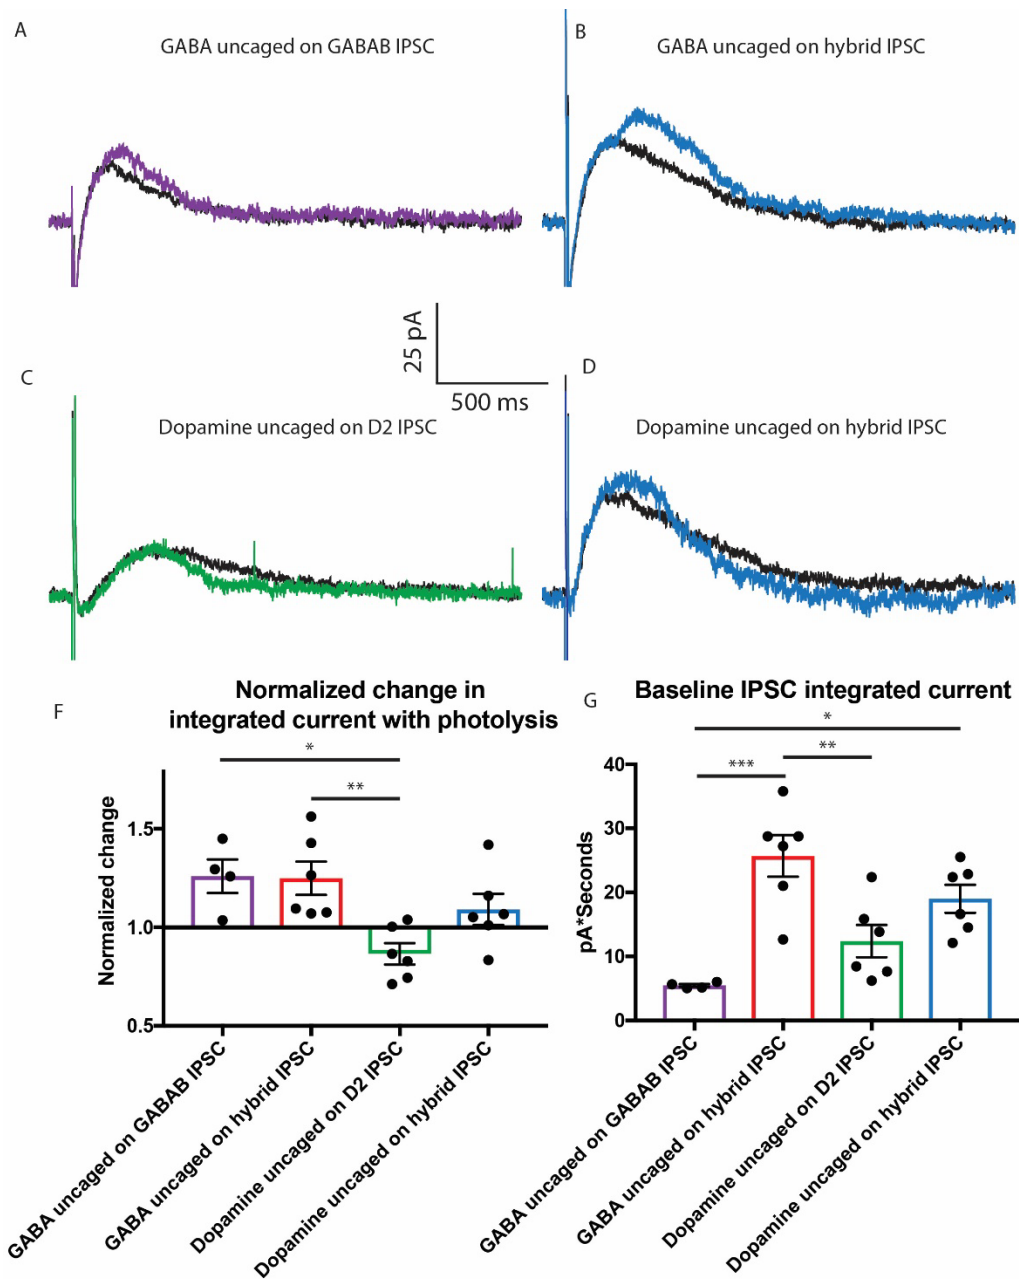 A
GABA uncaged on GABAB IPSC
B
GABA uncaged on hybrid IPSC
25 pA
500 ms
C
Dopamine uncaged on D2 IPSC
D
Dopamine uncaged on hybrid IPSC
F
Normalized change in
integrated current with photolysis
*
**
Normalized change
1.5
1.0
0.5
GABA uncaged on GABAB IPSC
GABA uncaged on hybrid IPSC
Dopamine uncaged on D2 IPSC
Dopamine uncaged on hybrid IPSC
G
Baseline IPSC integrated current
*
***
**
pA*Seconds
40
30
20
10
0
GABA uncaged on GABAB IPSC
GABA uncaged on hybrid IPSC
Dopamine uncaged on D2 IPSC
Dopamine uncaged on hybrid IPSC